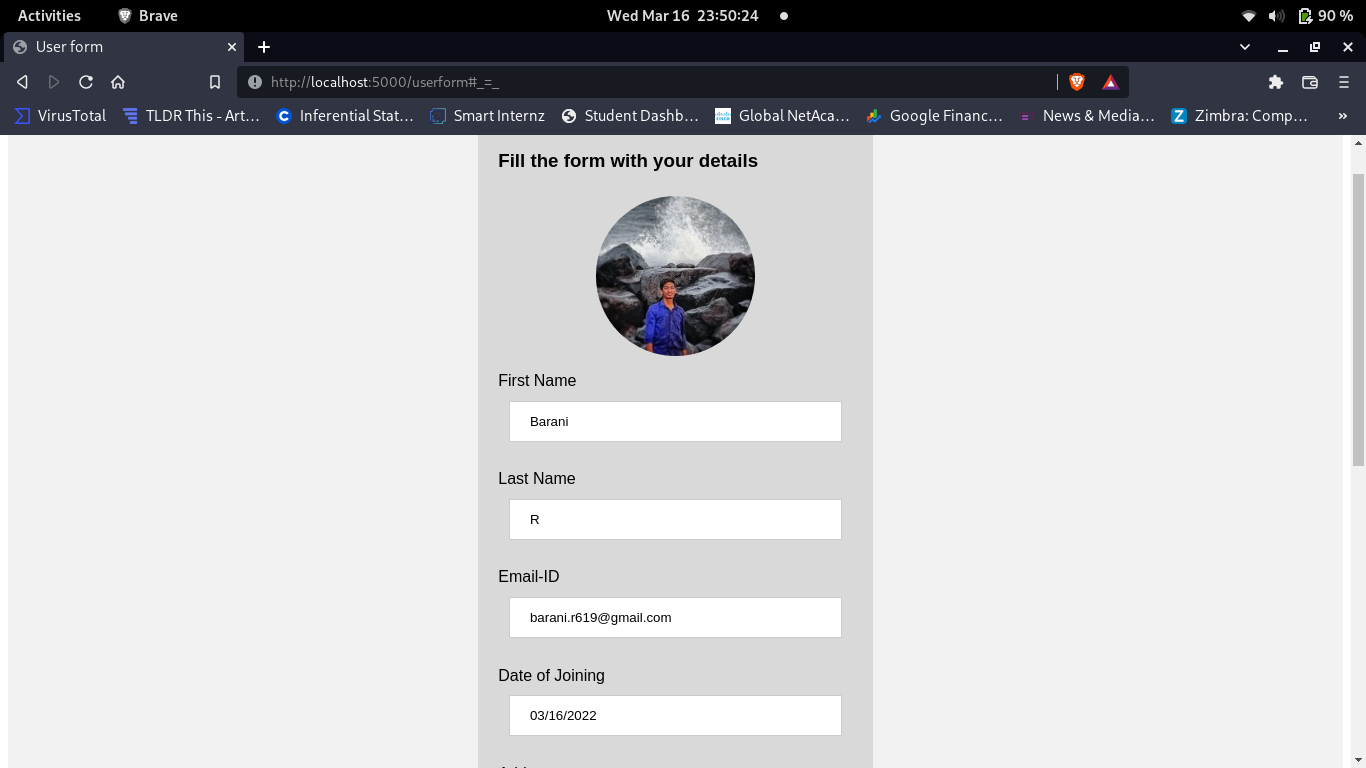 Activities Brave Wed Mar 16 23:50:24 90 %
User form
http://localhost:5000/userform#_=_
VirusTotal TLDR This - Art... Inferential Stat... Smart Internz Student Dashb... Global NetAca... Google Financ... News & Media... Zimbra: Comp... »
Fill the form with your details
First Name
Barani
Last Name
R
Email-ID
barani.r619@gmail.com
Date of Joining
03/16/2022